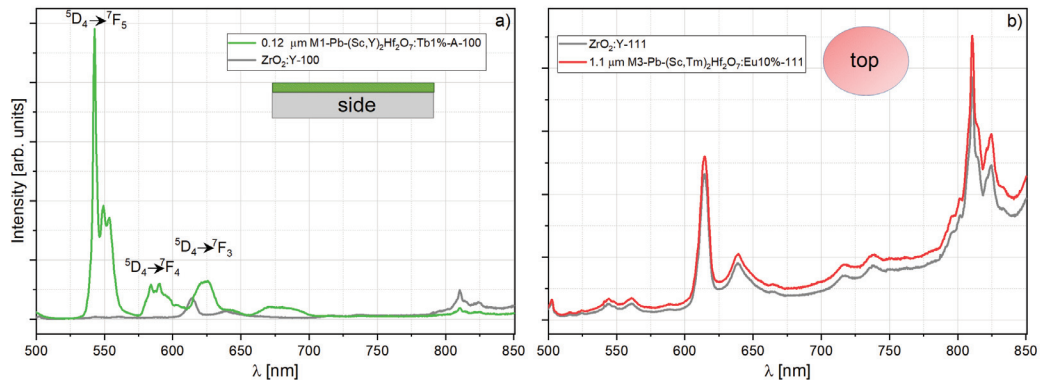 a)
⁵D₄→⁷F₅
0.12 μm M1-Pb-(Sc,Y)₂Hf₂O₇:Tb1%-A-100
ZrO₂:Y-100
side
⁵D₄→⁷F₃
⁵D₄→⁷F₄
Intensity [arb. units]
500 550 600 650 700 750 800 850
λ [nm]
b)
ZrO₂:Y-111
1.1 μm M3-Pb-(Sc,Tm)₂Hf₂O₇:Eu10%-111
top
500 550 600 650 700 750 800 850
λ [nm]